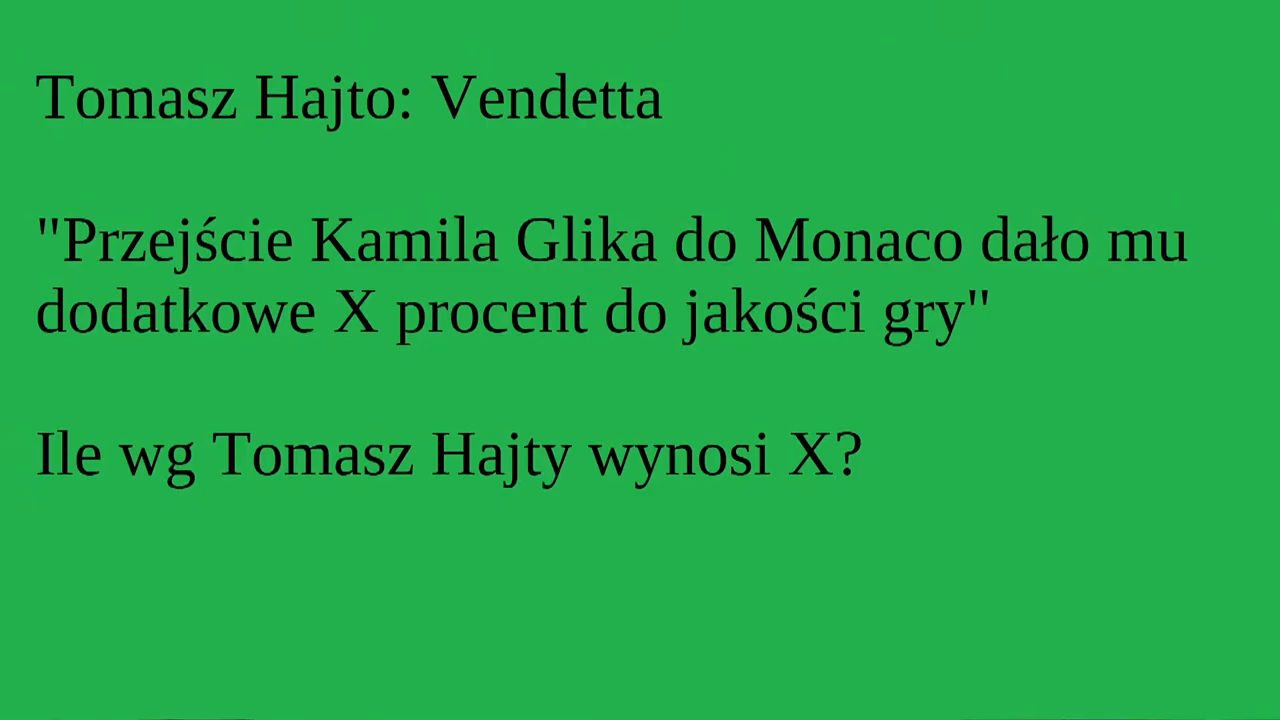 Tomasz Hajto: Vendetta
"Przejście Kamila Glika do Monaco dało mu
dodatkowe X procent do jakości gry"
Ile wg Tomasz Hajty wynosi X?